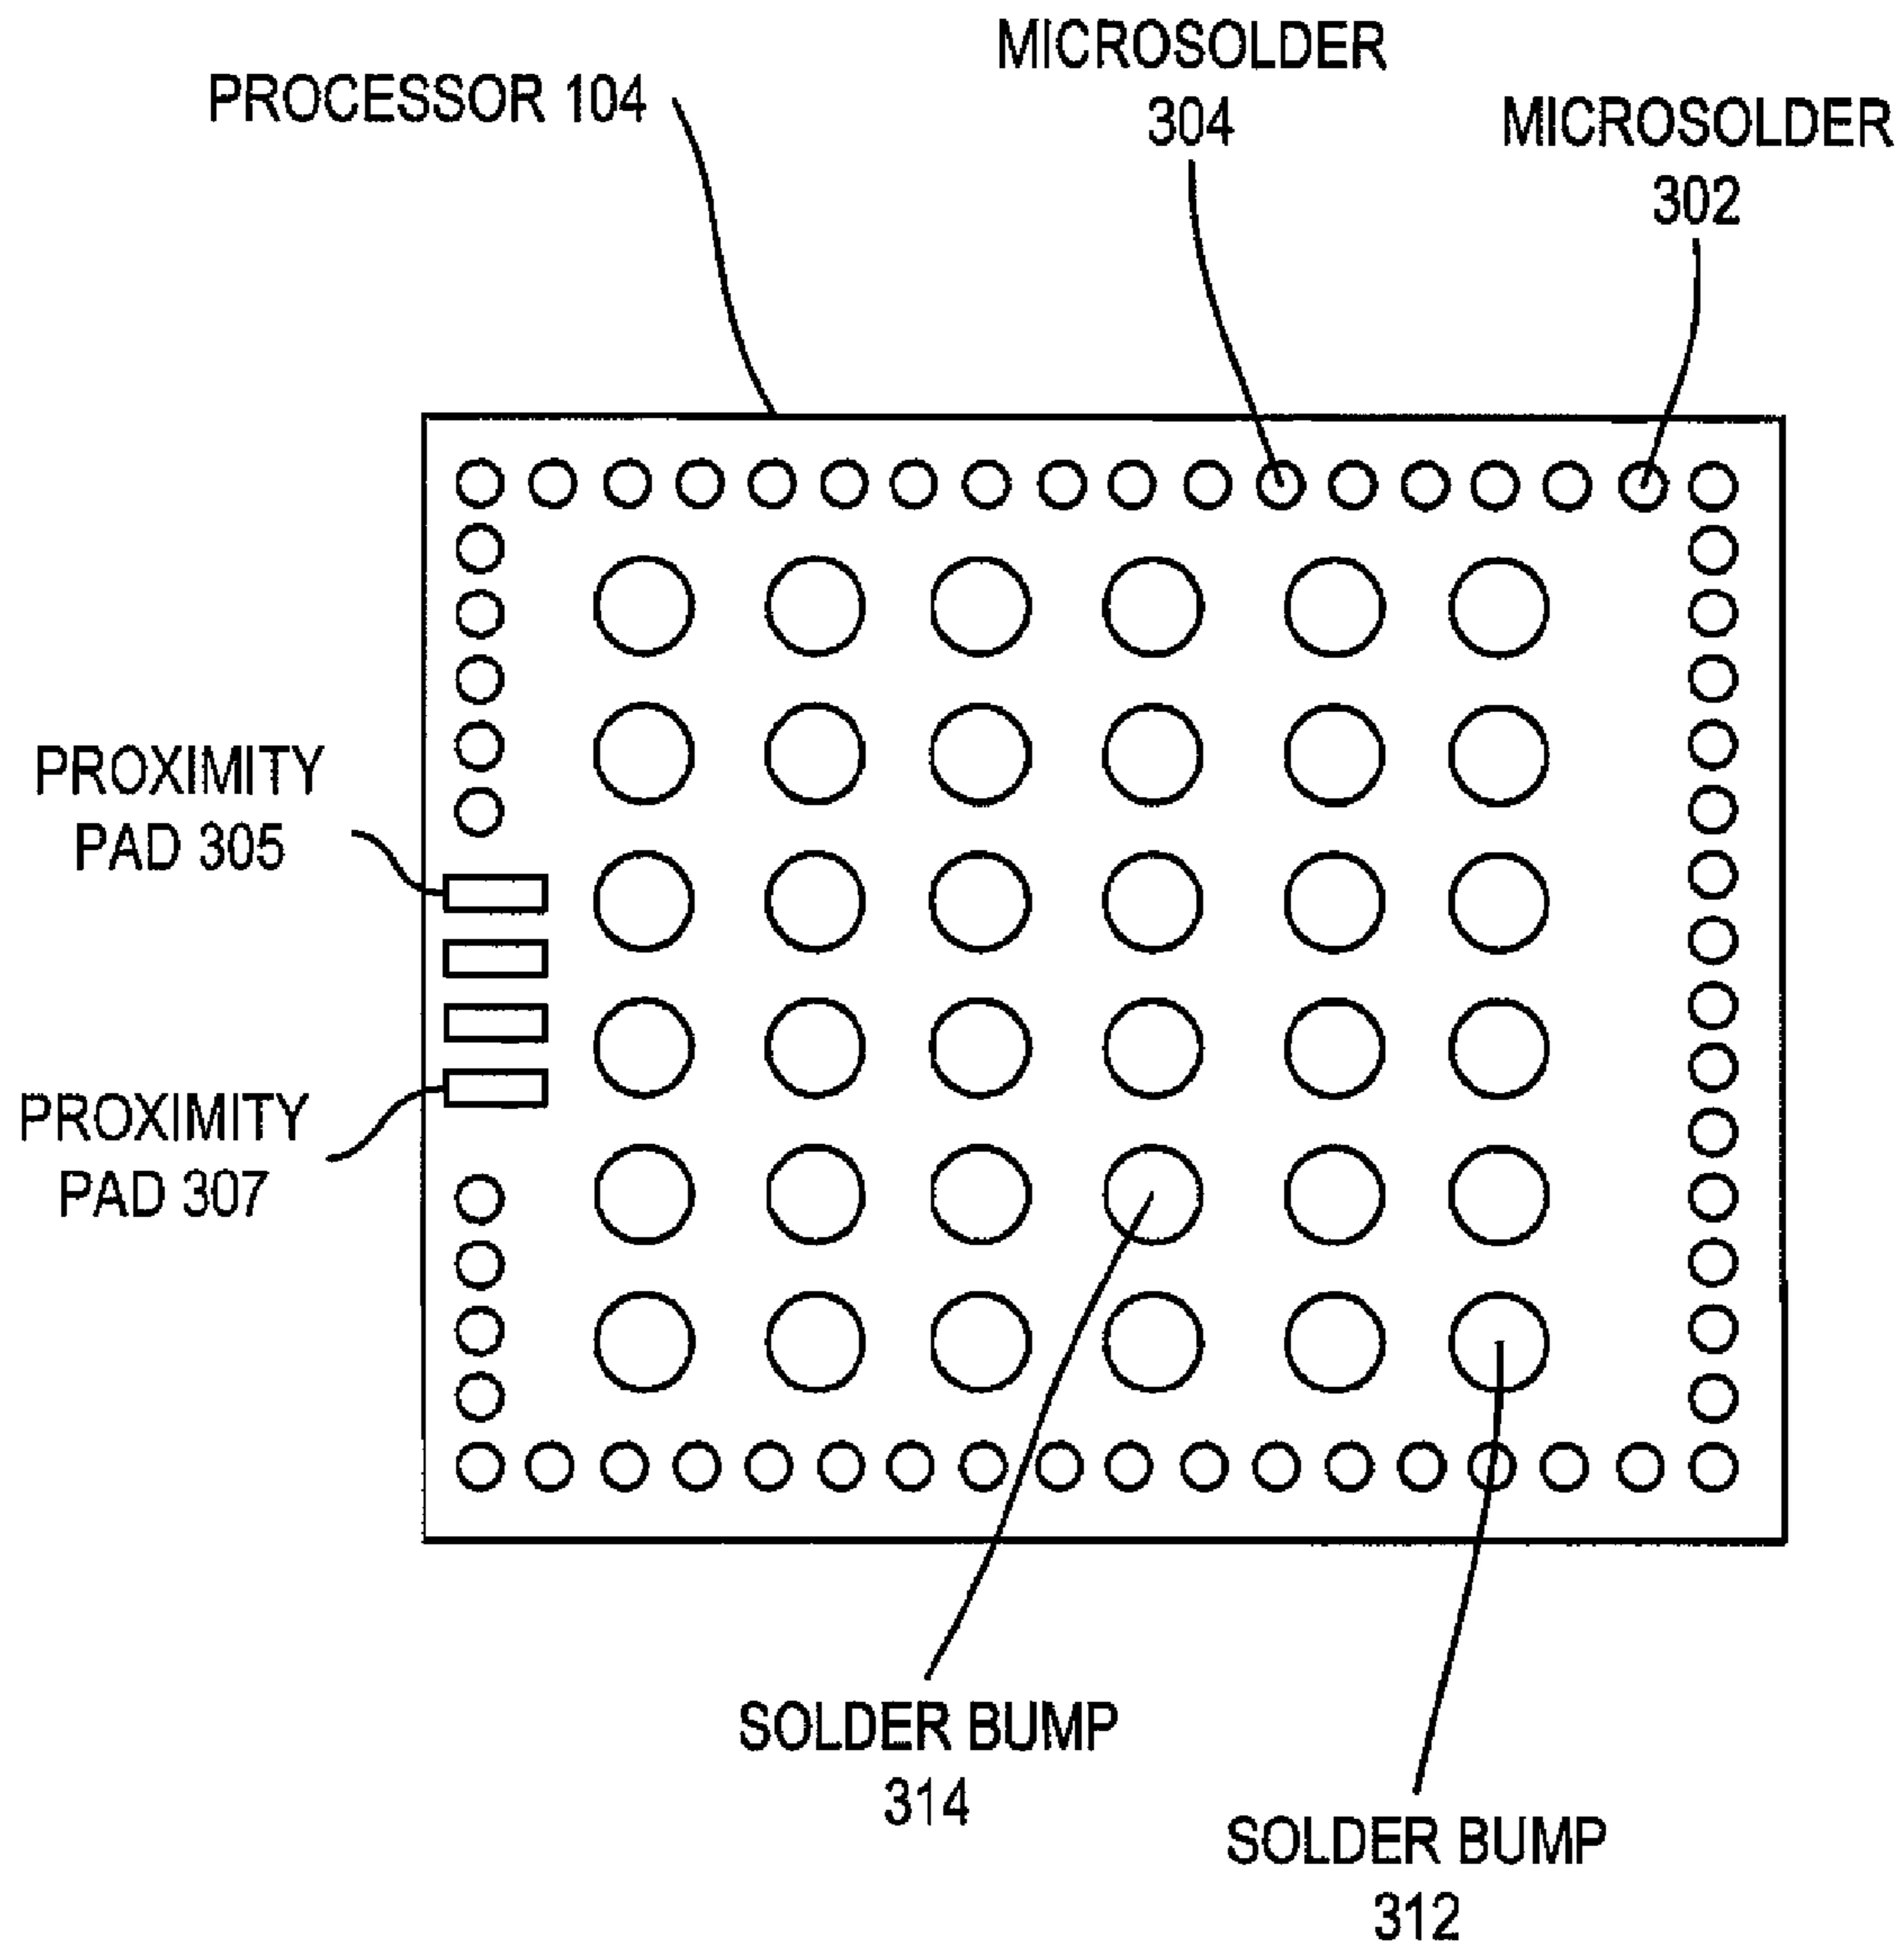 MICROSOLDER
304
PROCESSOR 104
MICROSOLDER
302
PROXIMITY
PAD 305
PROXIMITY
PAD 307
SOLDER BUMP
314
SOLDER BUMP
312